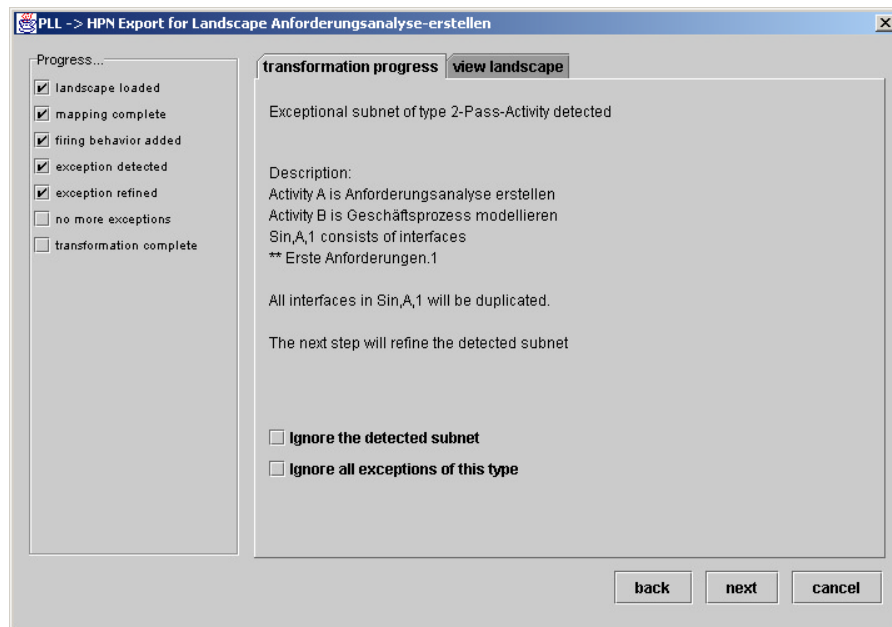 PLL -> HPN Export for Landscape Anforderungsanalyse-erstellen
Progress...
landscape loaded
mapping complete
firing behavior added
exception detected
exception refined
no more exceptions
transformation complete
transformation progress
view landscape
Exceptional subnet of type 2-Pass-Activity detected
Description:
Activity A is Anforderungsanalyse erstellen
Activity B is Geschäftsprozess modellieren
Sin,A,1 consists of interfaces
** Erste Anforderungen.1
All interfaces in Sin,A,1 will be duplicated.
The next step will refine the detected subnet
Ignore the detected subnet
Ignore all exceptions of this type
back
next
cancel